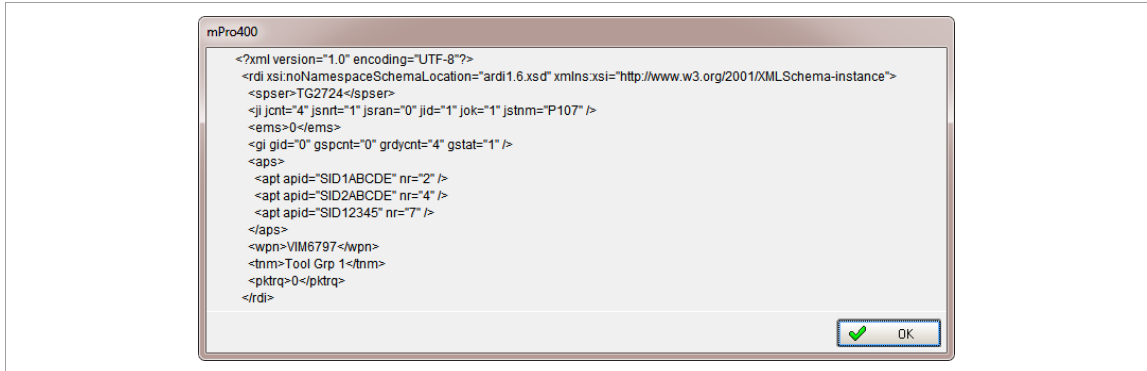 mPro400
<?xml version="1.0" encoding="UTF-8"?>
<rdi xsi:noNamespaceSchemaLocation="ardi1.6.xsd" xmlns:xsi="http://www.w3.org/2001/XMLSchema-instance">
<spser>TG2724</spser>
<ji jcnt="4" jsnrt="1" jsran="0" jid="1" jok="1" jstnm="P107" />
<ems>0</ems>
<gi gid="0" gspcnt="0" grdycnt="4" gstat="1" />
<aps>
<apt apid="SID1ABCDE" nr="2" />
<apt apid="SID2ABCDE" nr="4" />
<apt apid="SID12345" nr="7" />
</aps>
<wpn>VIM6797</wpn>
<tnm>Tool Grp 1</tnm>
<pktrq>0</pktrq>
</rdi>
OK